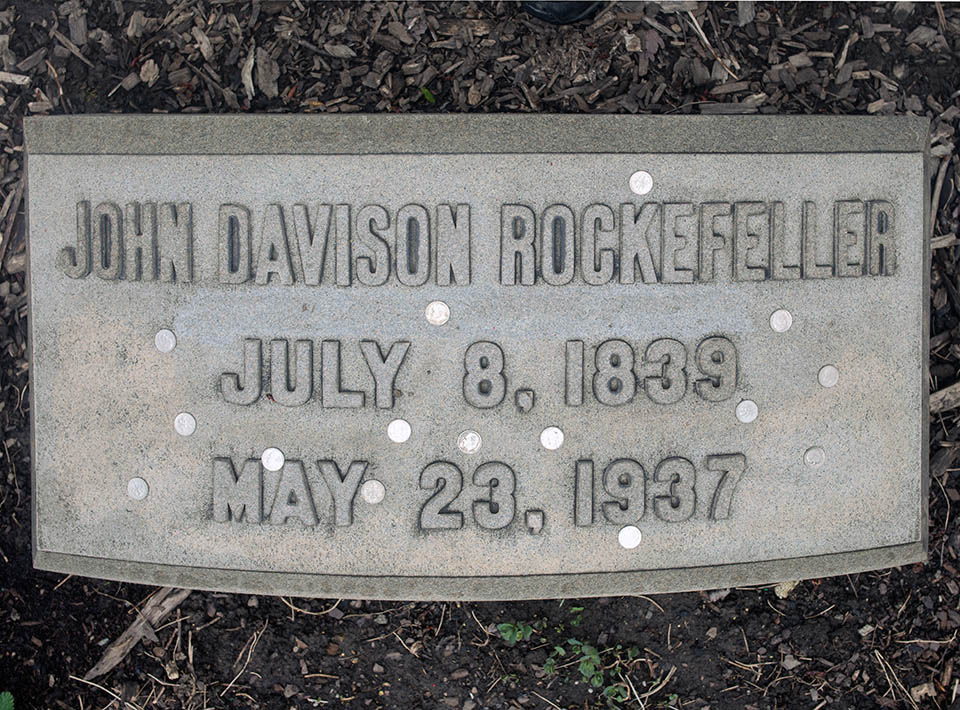 JOHN DAVISON ROCKEFELLER
JULY 8, 1839
MAY 23, 1937